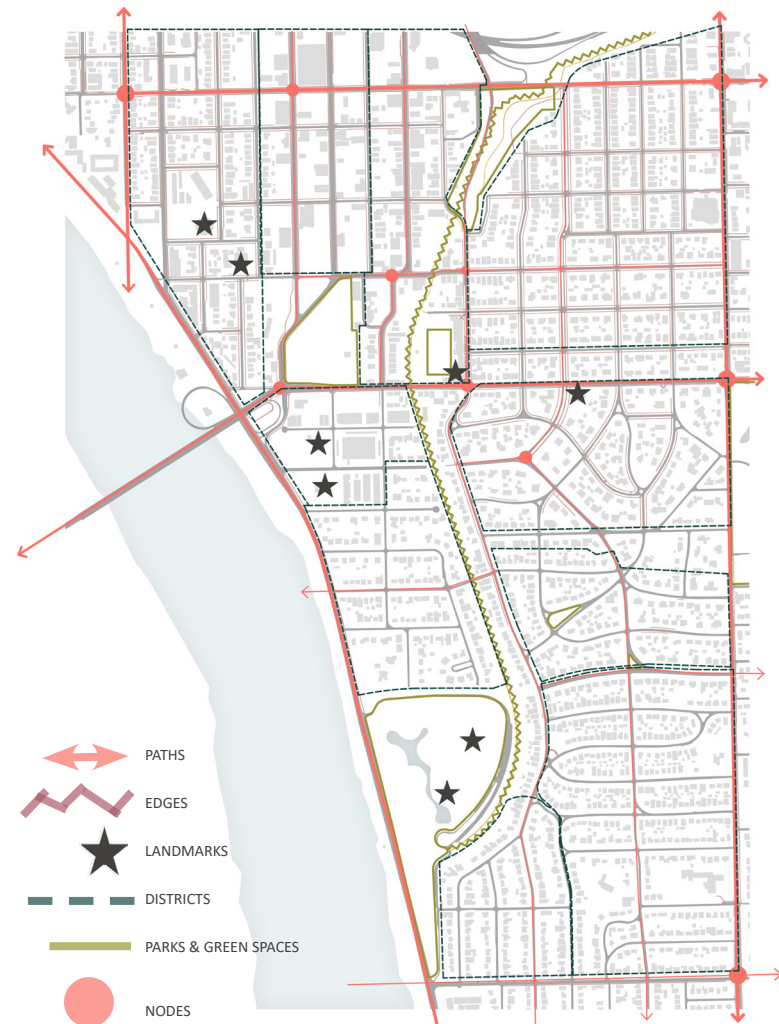 PATHS
EDGES
LANDMARKS
DISTRICTS
PARKS & GREEN SPACES
NODES